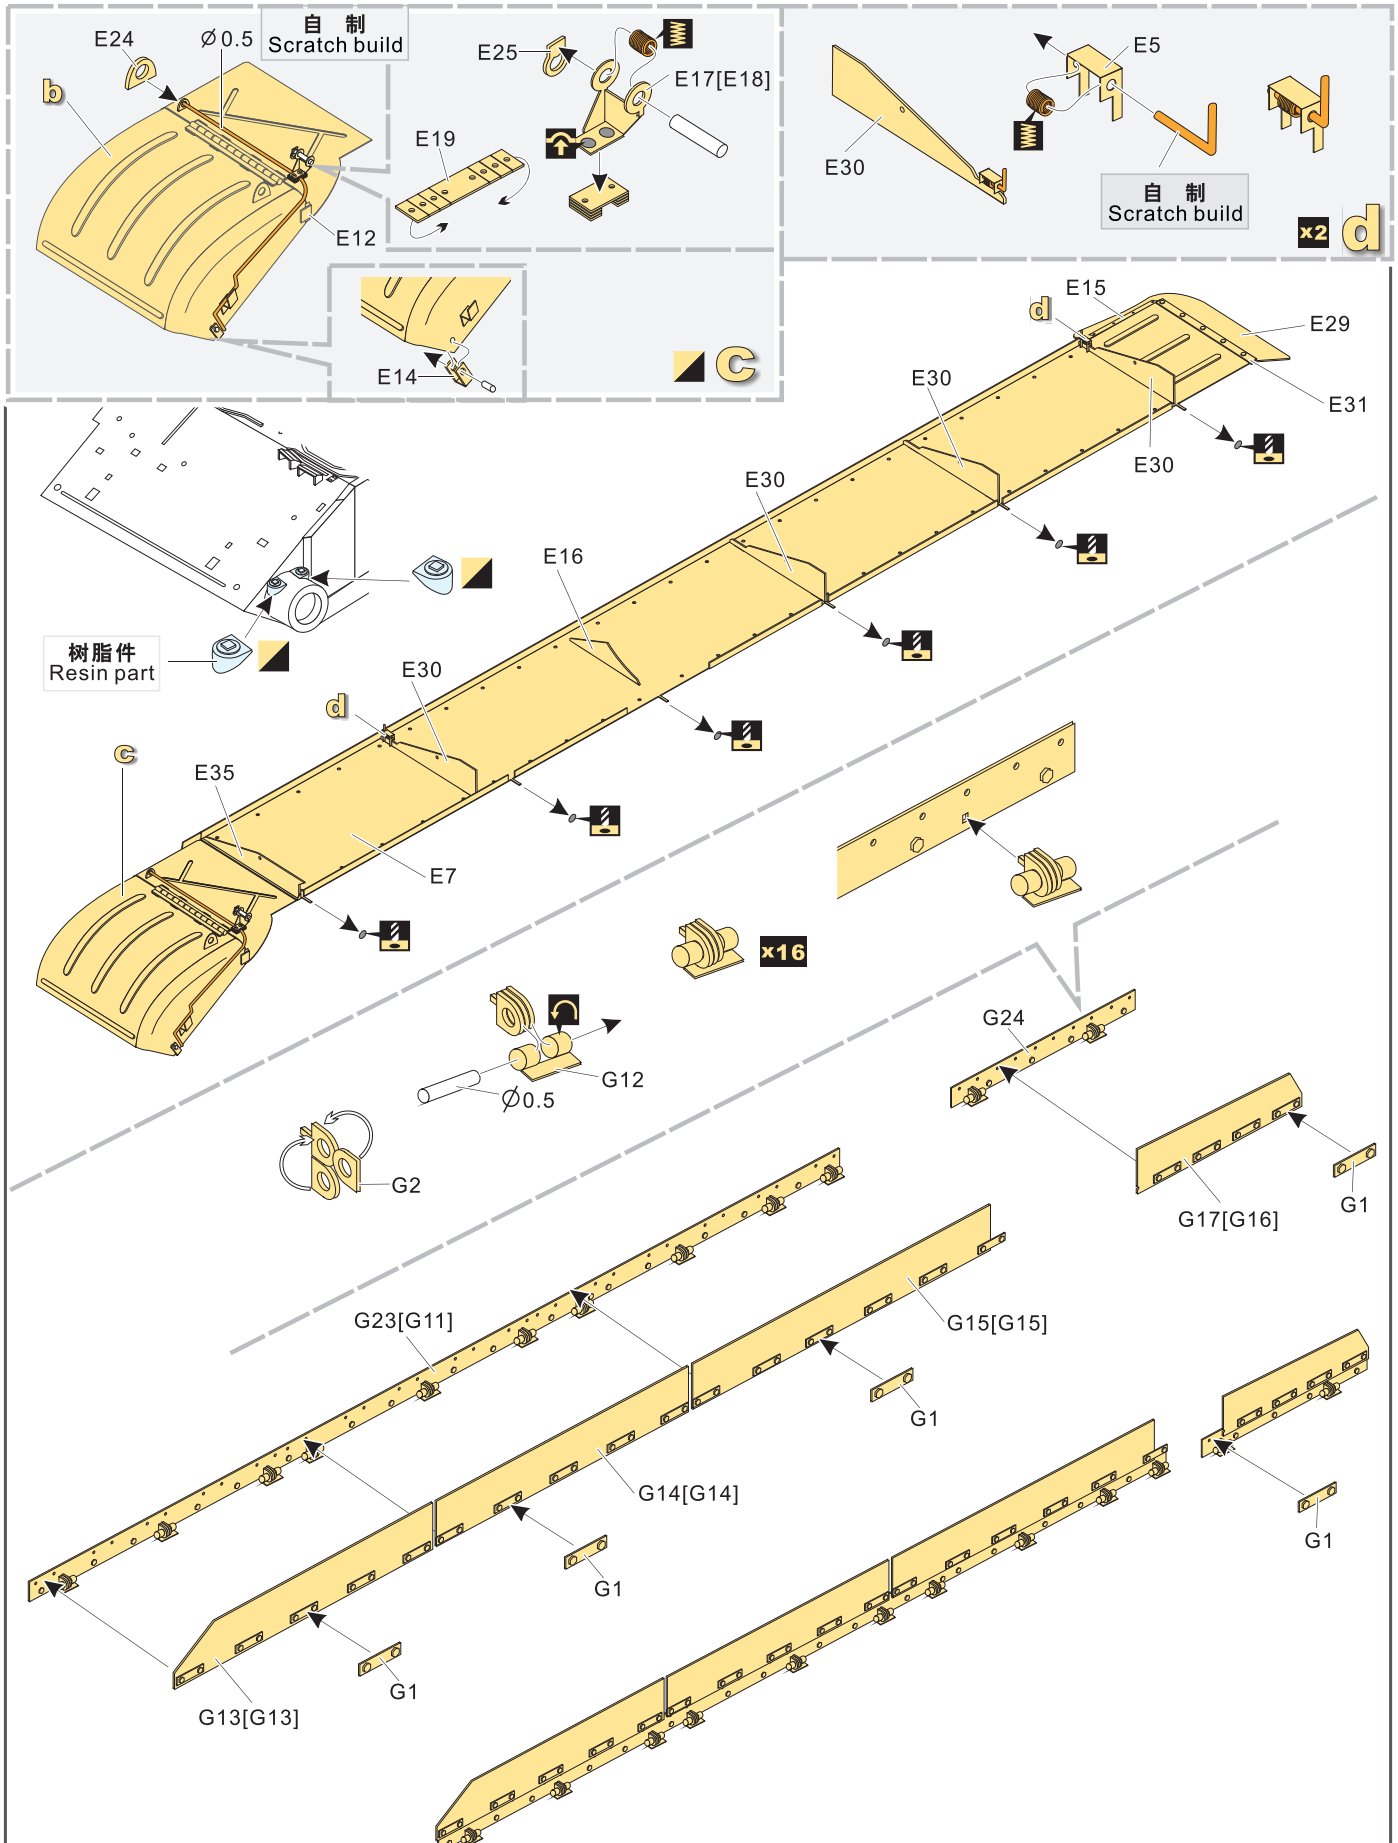 自 制
Scratch build
E24
Ø 0.5
b
E12
E19
E25
E17[E18]
E14
C
E5
E30
自 制
Scratch build
x2
d
E15
d
E29
E31
E30
E30
E30
E16
树脂件
Resin part
E30
d
C
E35
E7
x16
G12
Ø0.5
G2
G24
G17[G16]
G1
G23[G11]
G15[G15]
G1
G14[G14]
G1
G1
G13[G13]
G1